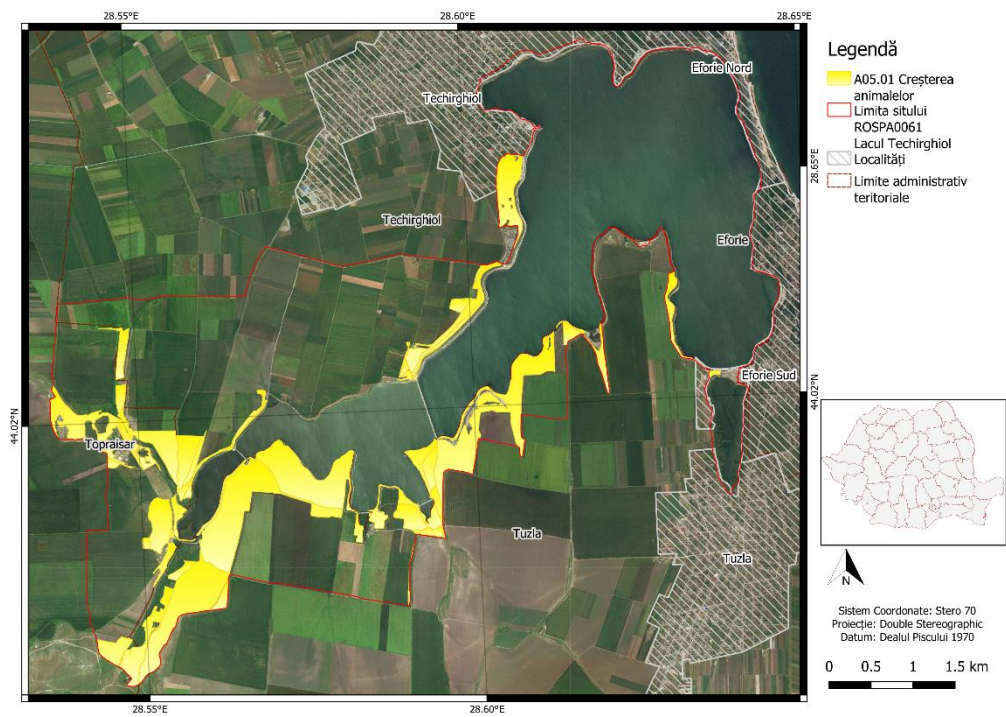 28.55°E
28.60°E
28.65°E
Legendă
A05.01 Creșterea
animalelor
Limita sitului
ROSPA0061
Lacul Techirghiol
Localități
Limite administrativ
teritoriale
Eforie Nord
Techirghiol
28.65°E
Techirghiol
Eforie
Eforie Sud
44.02°N
44.02°N
Topraisar
Tuzla
Tuzla
N
Sistem Coordonate: Stero 70
Proiecție: Double Stereographic
Datum: Dealul Piscului 1970
0 0.5 1 1.5 km
28.55°E
28.60°E